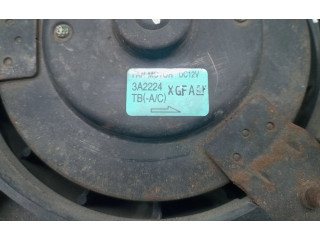 FAN MOTOR DC12V
3A2224 XGFA
TB(-A/C)